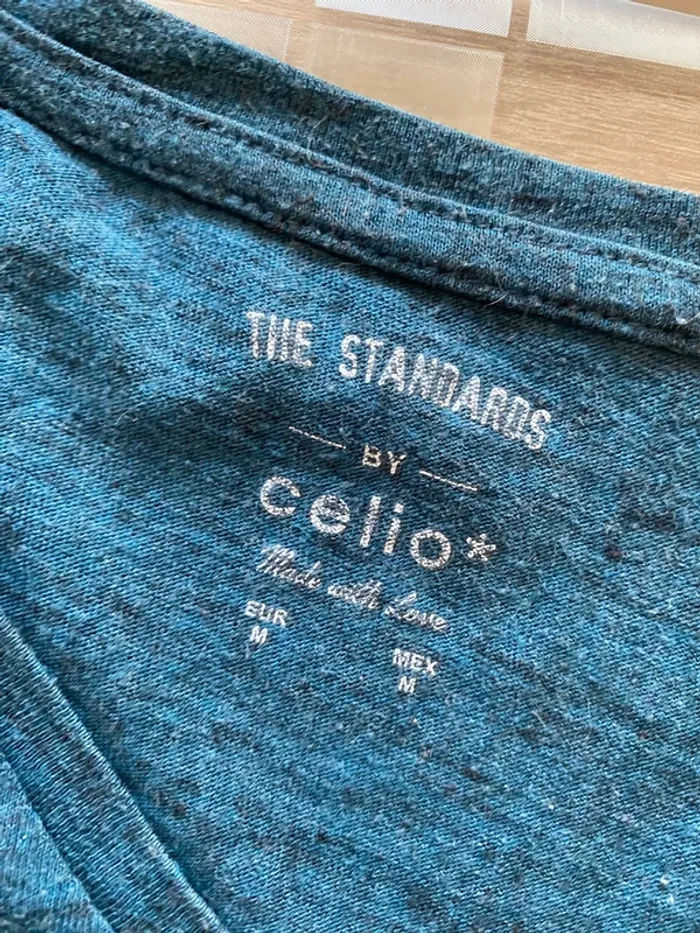 THE STANDARDS
BY
celio*
Made with Love
EUR
M
MEX
M